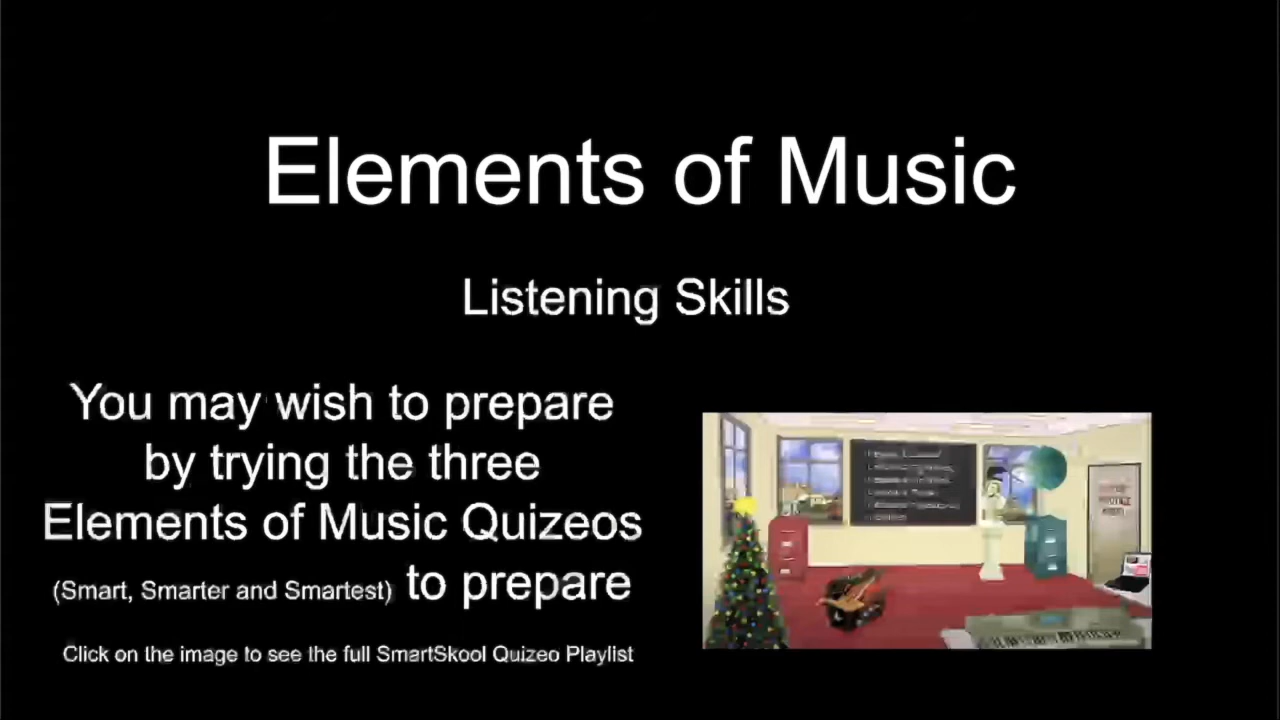 Elements of Music
Listening Skills
You may wish to prepare
by trying the three
Elements of Music Quizeos
(Smart, Smarter and Smartest) to prepare
Click on the image to see the full SmartSkool Quizeo Playlist